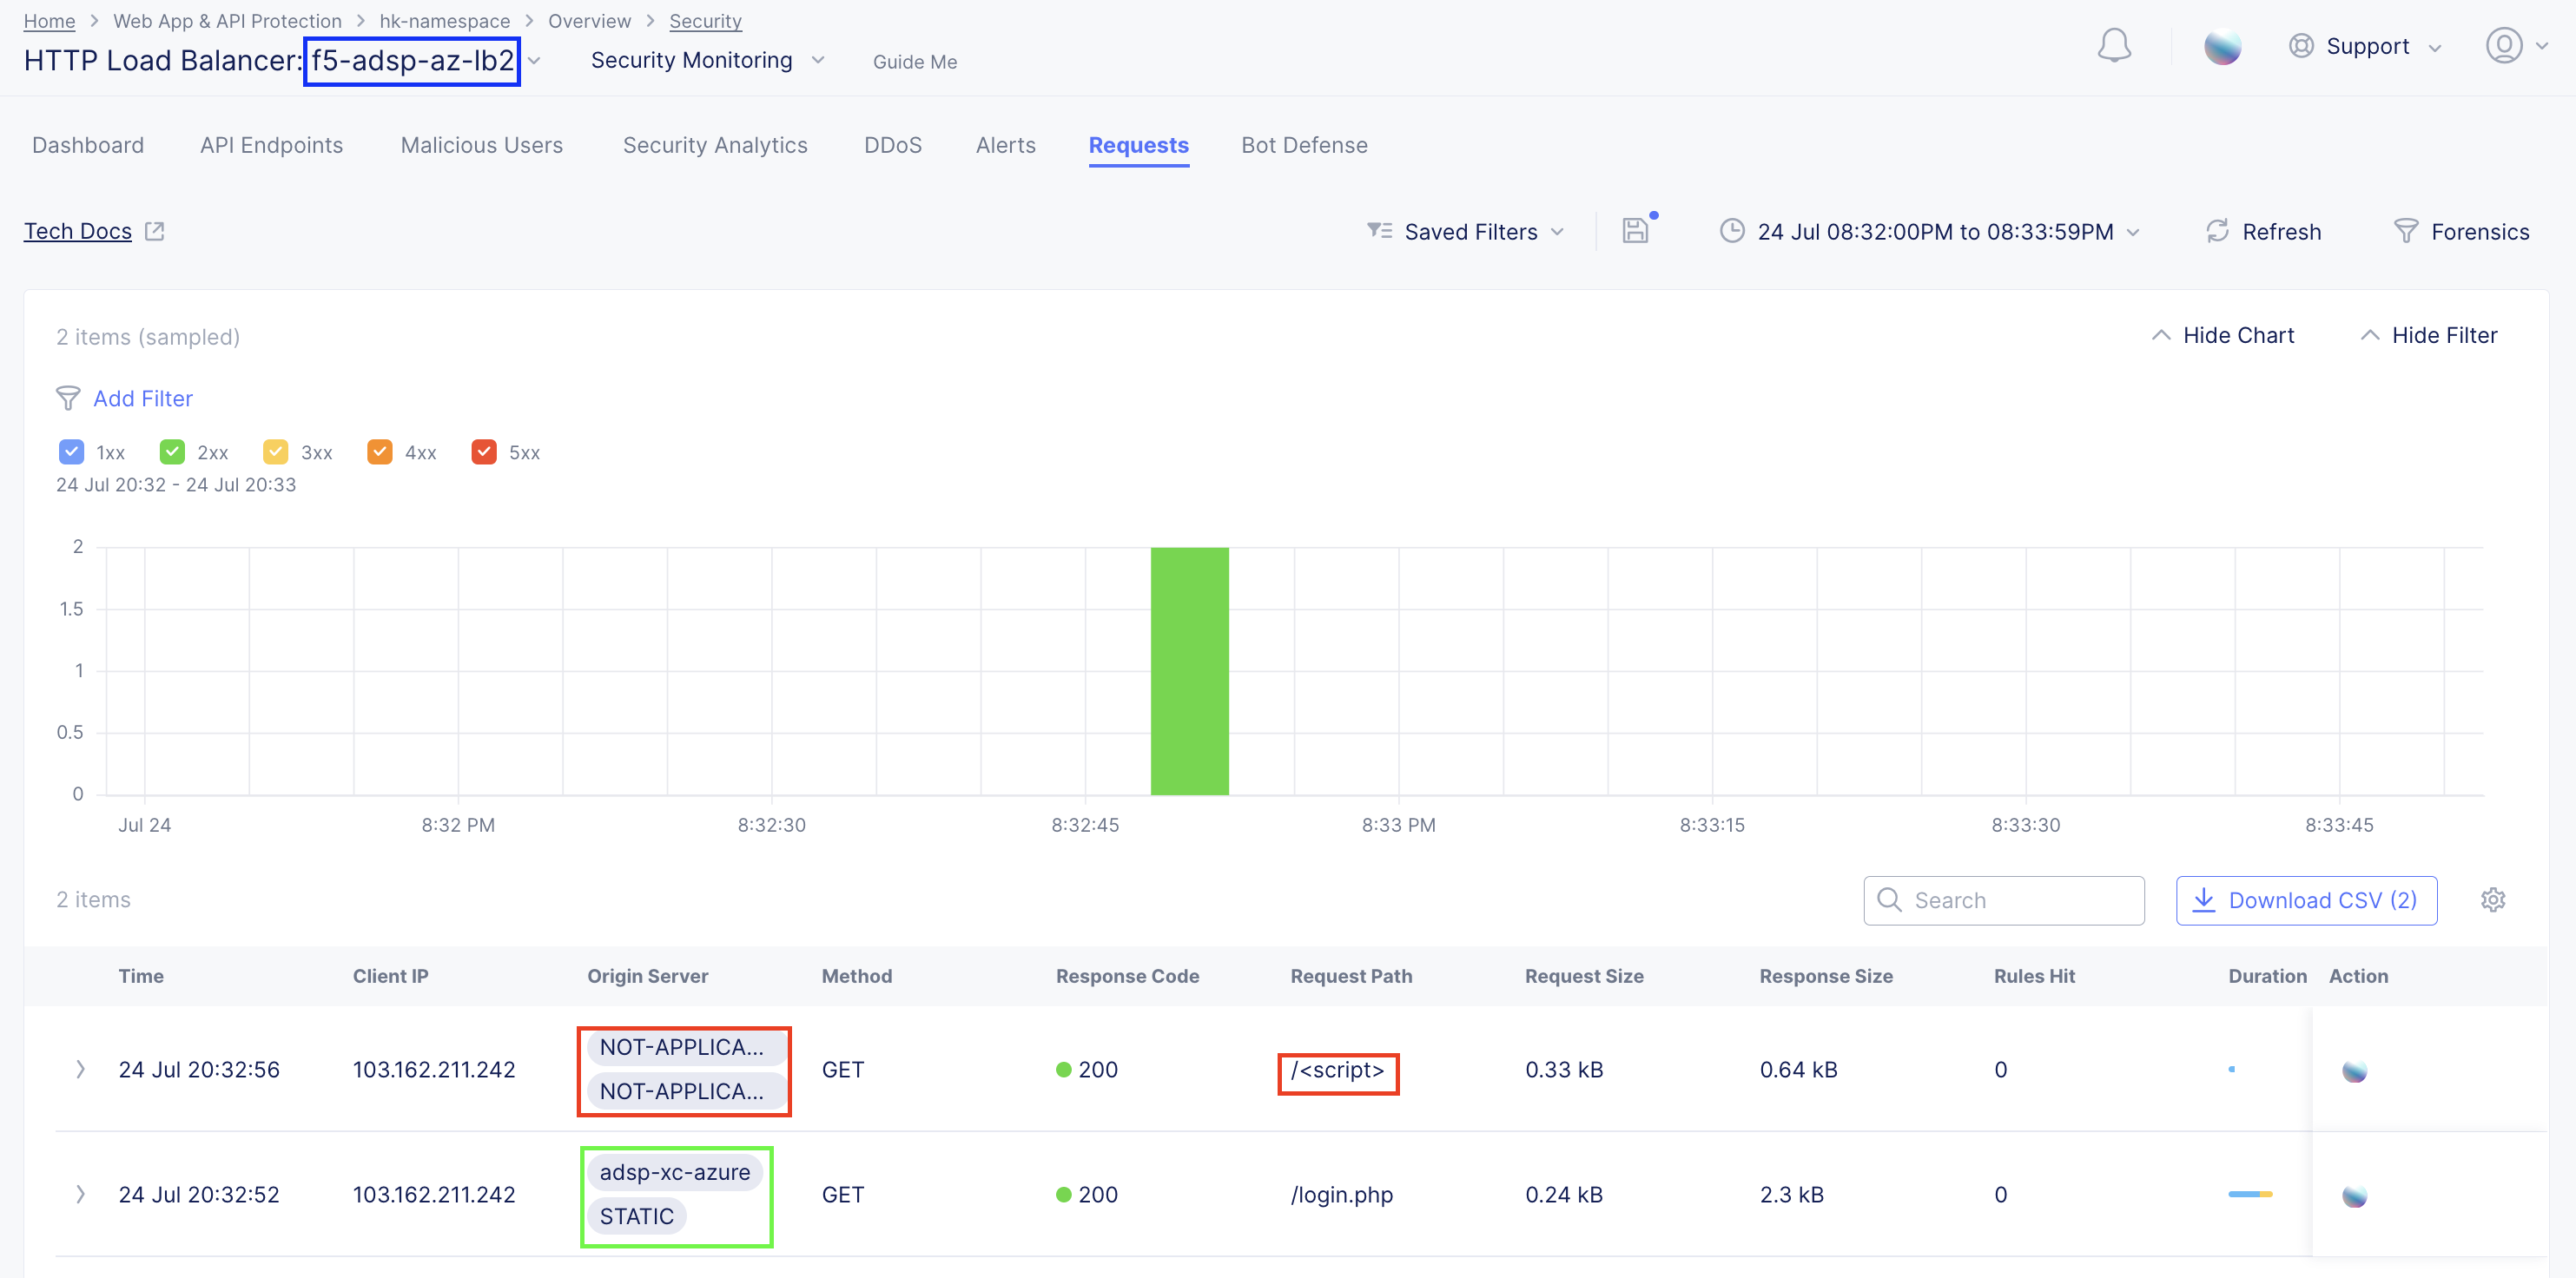 Home > Web App & API Protection > hk-namespace > Overview > Security
HTTP Load Balancer: f5-adsp-az-lb2 Security Monitoring Guide Me
Support
Dashboard API Endpoints Malicious Users Security Analytics DDoS Alerts Requests Bot Defense
Tech Docs Saved Filters 24 Jul 08:32:00PM to 08:33:59PM Refresh Forensics
2 items (sampled) Hide Chart Hide Filter
Add Filter
1xx 2xx 3xx 4xx 5xx
24 Jul 20:32 - 24 Jul 20:33
2
1.5
1
0.5
0
Jul 24 8:32 PM 8:32:30 8:32:45 8:33 PM 8:33:15 8:33:30 8:33:45
2 items Search Download CSV (2)
Time Client IP Origin Server Method Response Code Request Path Request Size Response Size Rules Hit Duration Action
NOT-APPLICA...
24 Jul 20:32:56 103.162.211.242 GET 200 /<script> 0.33 kB 0.64 kB 0
NOT-APPLICA...
adsp-xc-azure
24 Jul 20:32:52 103.162.211.242 GET 200 /login.php 0.24 kB 2.3 kB 0
STATIC